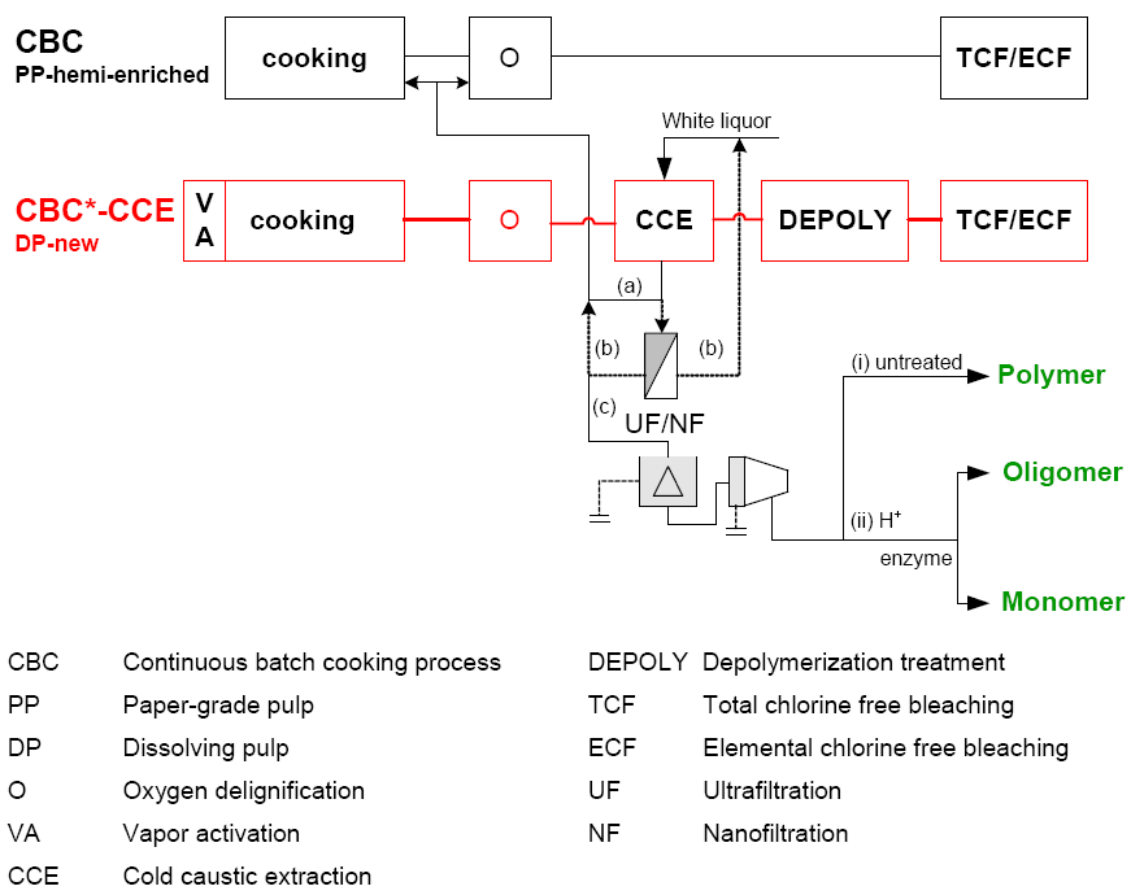 CBC
PP-hemi-enriched
cooking
O
TCF/ECF
White liquor
CBC*-CCE
DP-new
V
A
cooking
O
CCE
DEPOLY
TCF/ECF
(a)
(b)
(b)
(c)
UF/NF
(i) untreated
Polymer
Oligomer
(ii) H⁺
enzyme
Monomer
CBC Continuous batch cooking process
PP Paper-grade pulp
DP Dissolving pulp
O Oxygen delignification
VA Vapor activation
CCE Cold caustic extraction
DEPOLY Depolymerization treatment
TCF Total chlorine free bleaching
ECF Elemental chlorine free bleaching
UF Ultrafiltration
NF Nanofiltration